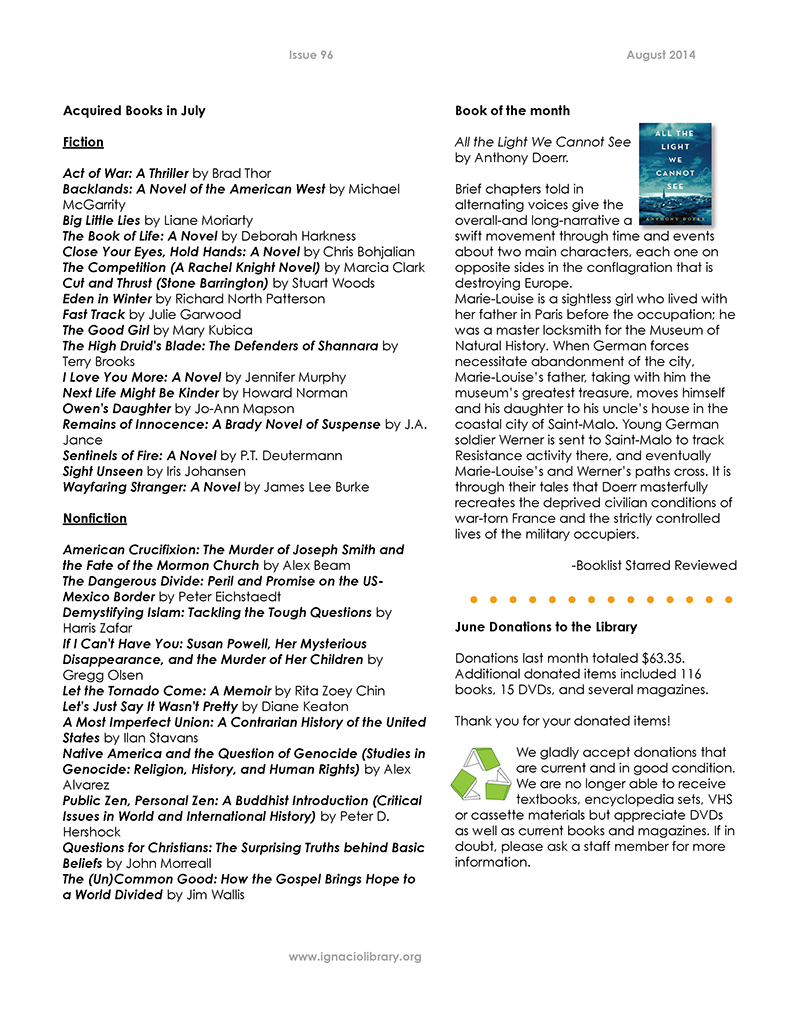 Issue 96
August 2014
Acquired Books in July
Fiction
Act of War: A Thriller by Brad Thor
Backlands: A Novel of the American West by Michael
McGarrity
Big Little Lies by Liane Moriarty
The Book of Life: A Novel by Deborah Harkness
Close Your Eyes, Hold Hands: A Novel by Chris Bohjalian
The Competition (A Rachel Knight Novel) by Marcia Clark
Cut and Thrust (Stone Barrington) by Stuart Woods
Eden in Winter by Richard North Patterson
Fast Track by Julie Garwood
The Good Girl by Mary Kubica
The High Druid's Blade: The Defenders of Shannara by
Terry Brooks
I Love You More: A Novel by Jennifer Murphy
Next Life Might Be Kinder by Howard Norman
Owen's Daughter by Jo-Ann Mapson
Remains of Innocence: A Brady Novel of Suspense by J.A.
Jance
Sentinels of Fire: A Novel by P.T. Deutermann
Sight Unseen by Iris Johansen
Wayfaring Stranger: A Novel by James Lee Burke
Nonfiction
American Crucifixion: The Murder of Joseph Smith and
the Fate of the Mormon Church by Alex Beam
The Dangerous Divide: Peril and Promise on the US-
Mexico Border by Peter Eichstaedt
Demystifying Islam: Tackling the Tough Questions by
Harris Zafar
If I Can't Have You: Susan Powell, Her Mysterious
Disappearance, and the Murder of Her Children by
Gregg Olsen
Let the Tornado Come: A Memoir by Rita Zoey Chin
Let's Just Say It Wasn't Pretty by Diane Keaton
A Most Imperfect Union: A Contrarian History of the United
States by Ilan Stavans
Native America and the Question of Genocide (Studies in
Genocide: Religion, History, and Human Rights) by Alex
Alvarez
Public Zen, Personal Zen: A Buddhist Introduction (Critical
Issues in World and International History) by Peter D.
Hershock
Questions for Christians: The Surprising Truths behind Basic
Beliefs by John Morreall
The (Un)Common Good: How the Gospel Brings Hope to
a World Divided by Jim Wallis
Book of the month
All the Light We Cannot See
by Anthony Doerr.
ALL THE
LIGHT
WE
CANNOT
SEE
ANTHONY DOERR
Brief chapters told in
alternating voices give the
overall-and long-narrative a
swift movement through time and events
about two main characters, each one on
opposite sides in the conflagration that is
destroying Europe.
Marie-Louise is a sightless girl who lived with
her father in Paris before the occupation; he
was a master locksmith for the Museum of
Natural History. When German forces
necessitate abandonment of the city,
Marie-Louise's father, taking with him the
museum's greatest treasure, moves himself
and his daughter to his uncle's house in the
coastal city of Saint-Malo. Young German
soldier Werner is sent to Saint-Malo to track
Resistance activity there, and eventually
Marie-Louise's and Werner's paths cross. It is
through their tales that Doerr masterfully
recreates the deprived civilian conditions of
war-torn France and the strictly controlled
lives of the military occupiers.
-Booklist Starred Reviewed
June Donations to the Library
Donations last month totaled $63.35.
Additional donated items included 116
books, 15 DVDs, and several magazines.
Thank you for your donated items!
We gladly accept donations that
are current and in good condition.
We are no longer able to receive
textbooks, encyclopedia sets, VHS
or cassette materials but appreciate DVDs
as well as current books and magazines. If in
doubt, please ask a staff member for more
information.
www.ignaciolibrary.org